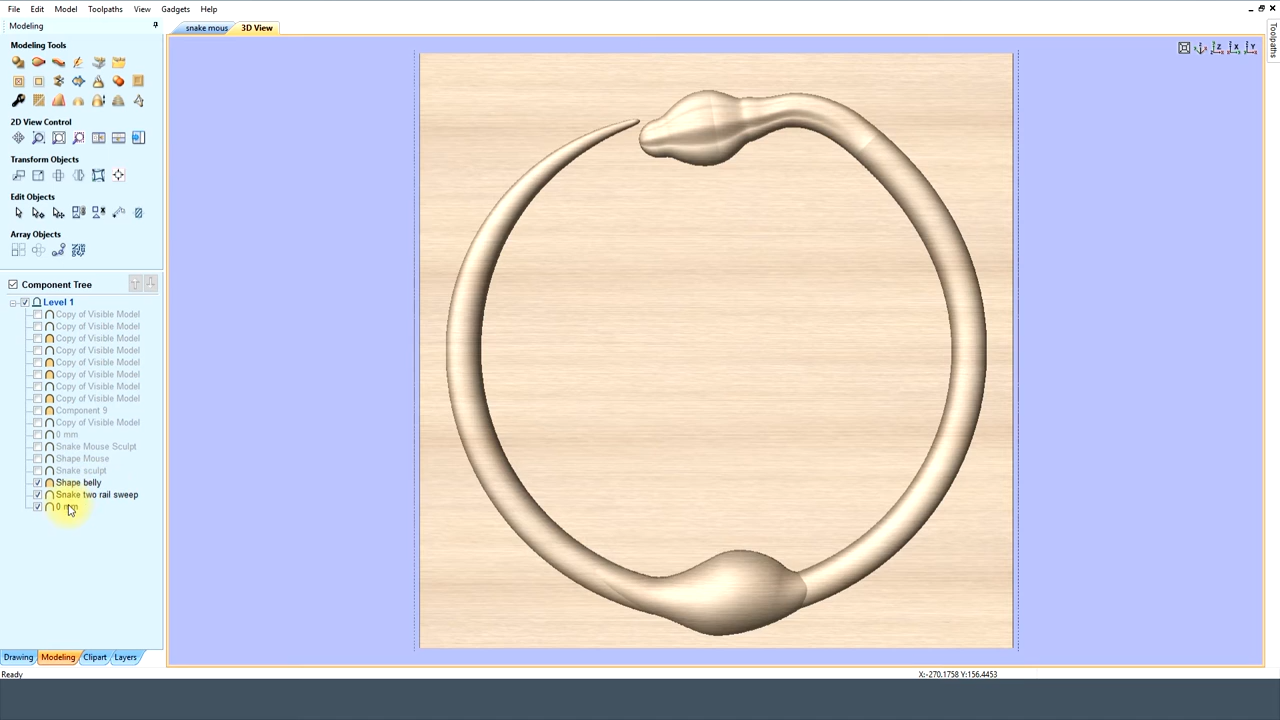 File Edit Model Toolpaths View Gadgets Help
Modeling
snake mous 3D View
Toolpaths
Modeling Tools
2D View Control
Transform Objects
Edit Objects
Array Objects
Component Tree
Level 1
Copy of Visible Model
Copy of Visible Model
Copy of Visible Model
Copy of Visible Model
Copy of Visible Model
Copy of Visible Model
Copy of Visible Model
Copy of Visible Model
Component 9
Copy of Visible Model
0 mm
Snake Mouse Sculpt
Shape Mouse
Snake sculpt
Shape belly
Snake two rail sweep
0 mm
Drawing Modeling Clipart Layers
Ready X:-270.1758 Y:156.4453